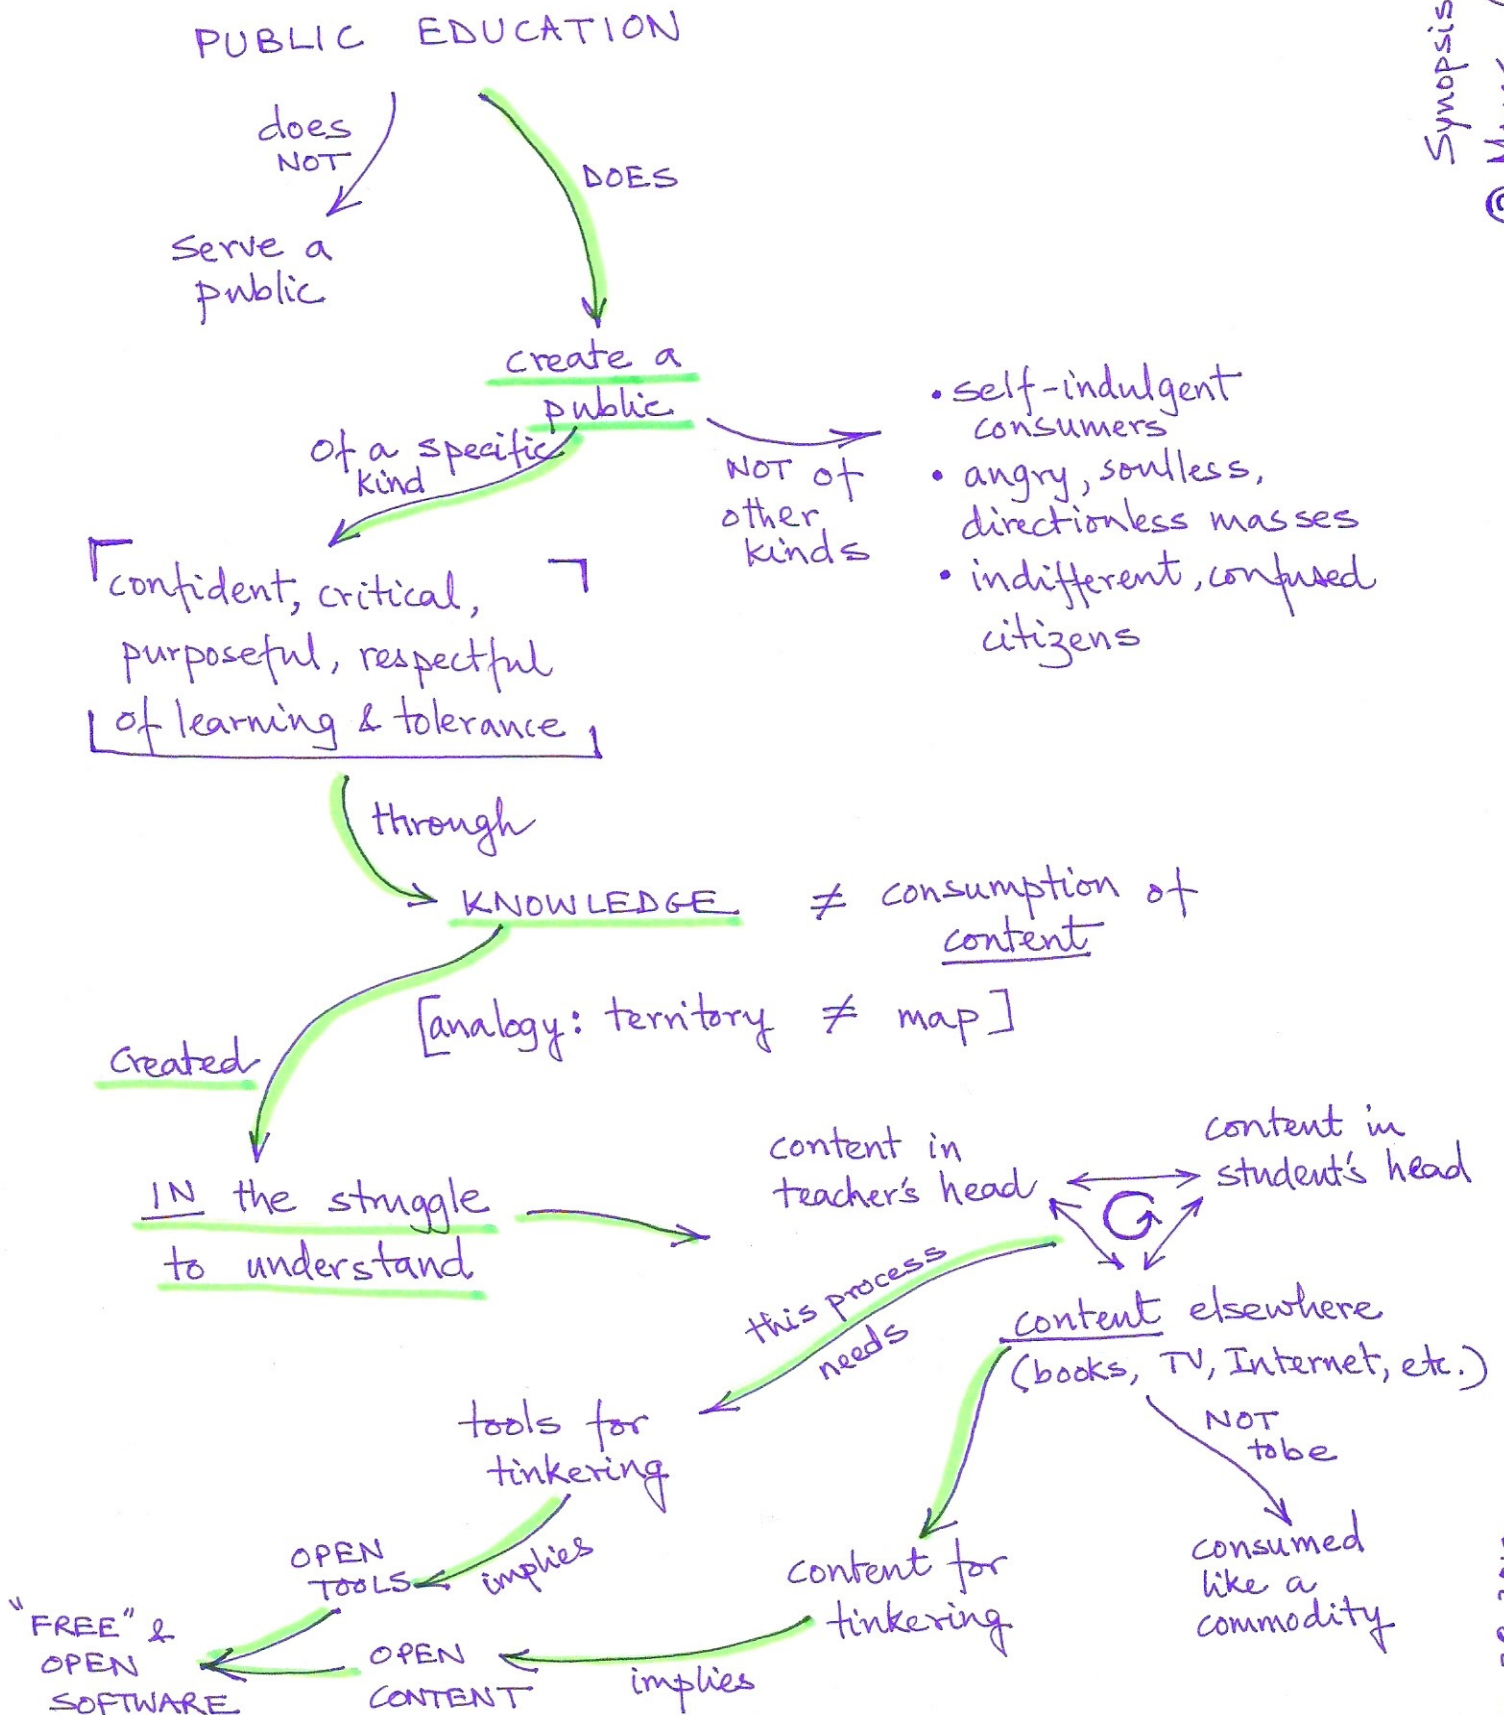 PUBLIC EDUCATION
does
NOT
DOES
serve a
public
create a
public
of a specific
kind
NOT of
other
kinds
• self-indulgent
consumers
• angry, soulless,
directionless masses
• indifferent, confused
citizens
confident, critical,
purposeful, respectful
of learning & tolerance
through
KNOWLEDGE ≠ consumption of
content
[analogy: territory ≠ map]
Created
IN the struggle
to understand
content in
teacher's head
content in
student's head
this process
needs
content elsewhere
(books, TV, Internet, etc.)
NOT
to be
consumed
like a
commodity
tools for
tinkering
implies
OPEN
TOOLS
content for
tinkering
implies
OPEN
CONTENT
"FREE" &
OPEN
SOFTWARE
Synopsis